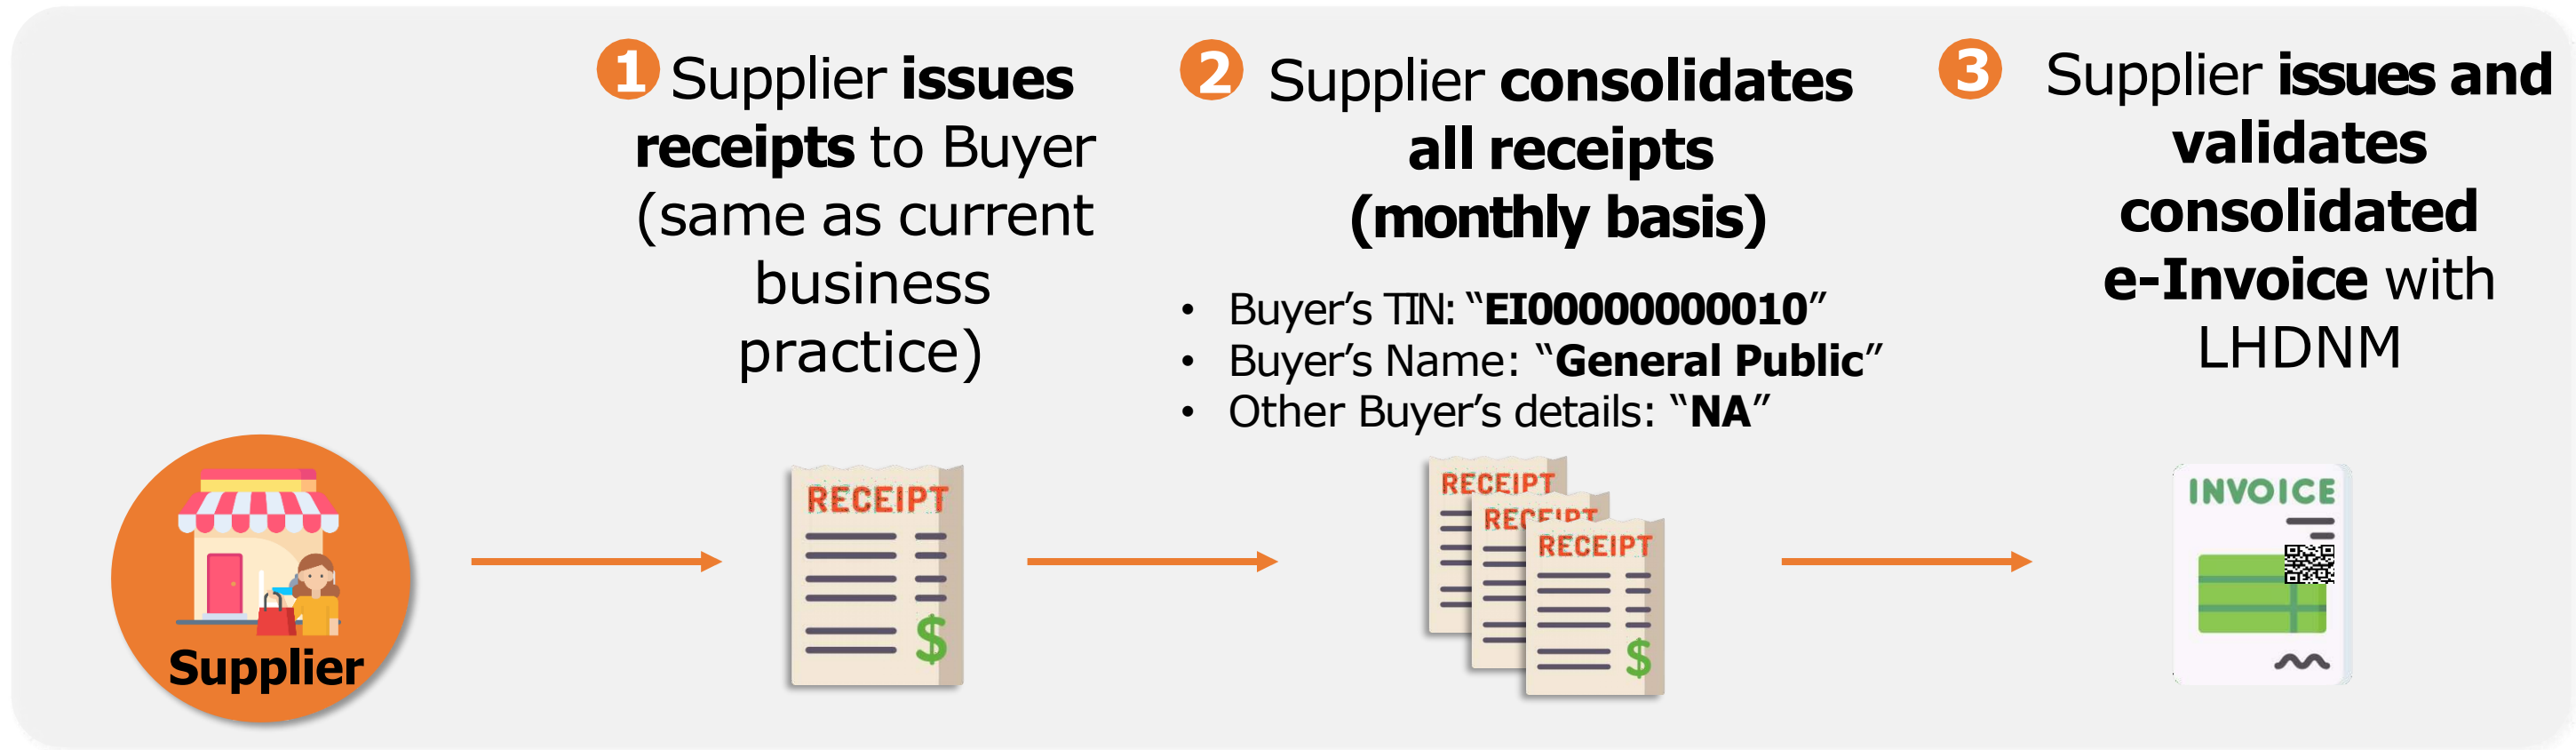 1 Supplier issues
receipts to Buyer
(same as current
business
practice)
2 Supplier consolidates
all receipts
(monthly basis)
• Buyer’s TIN: “EI00000000010”
• Buyer’s Name: “General Public”
• Other Buyer’s details: “NA”
3 Supplier issues and
validates
consolidated
e-Invoice with
LHDNM
Supplier
RECEIPT
$
RECEIPT
RECEIPT
RECEIPT
$
INVOICE